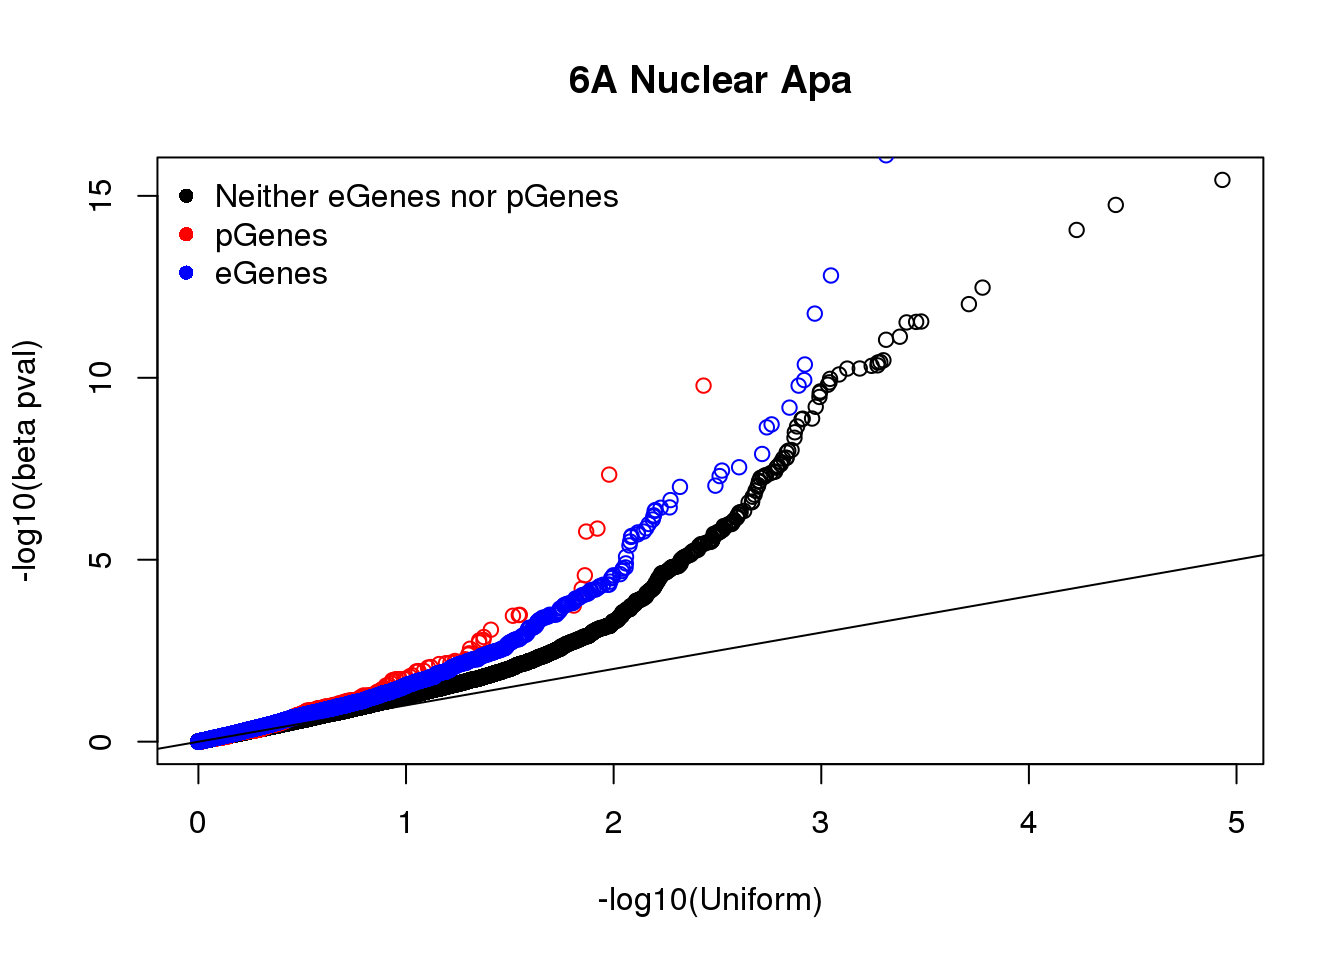 6A Nuclear Apa
Neither eGenes nor pGenes
pGenes
eGenes
-log10(beta pval)
15
10
5
0
0 1 2 3 4 5
-log10(Uniform)